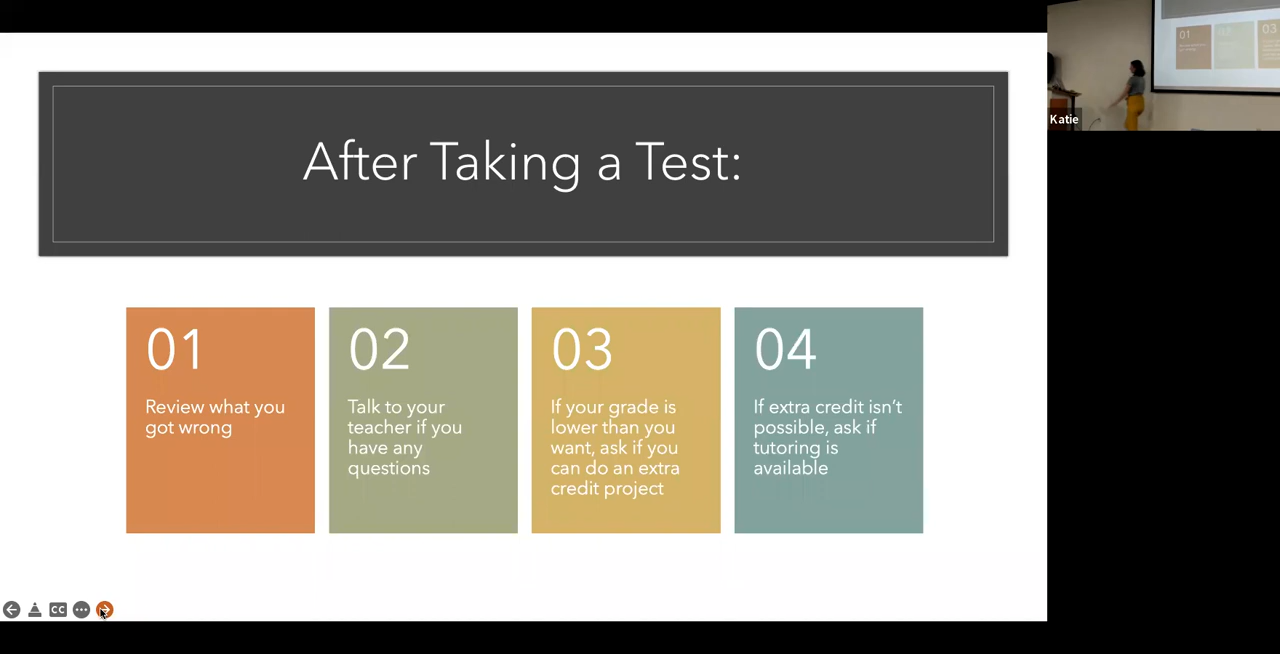 After Taking a Test:
01
Review what you
got wrong
02
Talk to your
teacher if you
have any
questions
03
If your grade is
lower than you
want, ask if you
can do an extra
credit project
04
If extra credit isn't
possible, ask if
tutoring is
available
CC
Katie
01
03